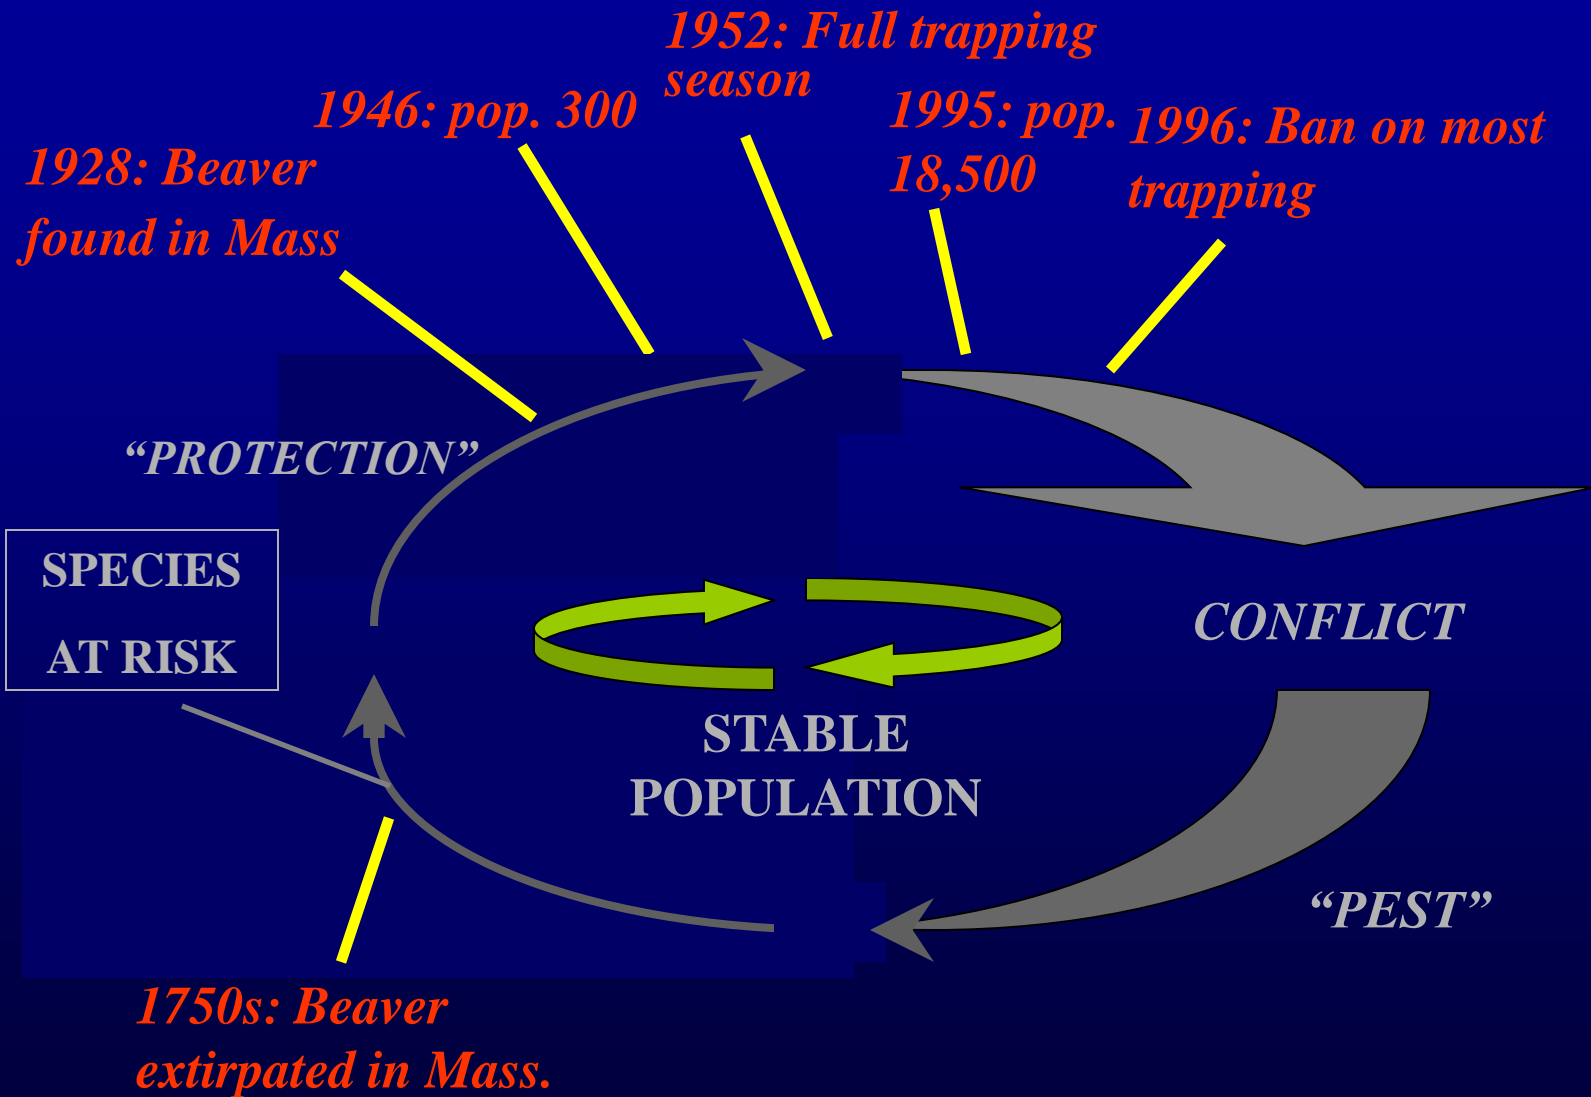 1952: Full trapping
season
1946: pop. 300
1995: pop.
18,500
1996: Ban on most
trapping
1928: Beaver
found in Mass
“PROTECTION”
SPECIES
AT RISK
CONFLICT
STABLE
POPULATION
“PEST”
1750s: Beaver
extirpated in Mass.